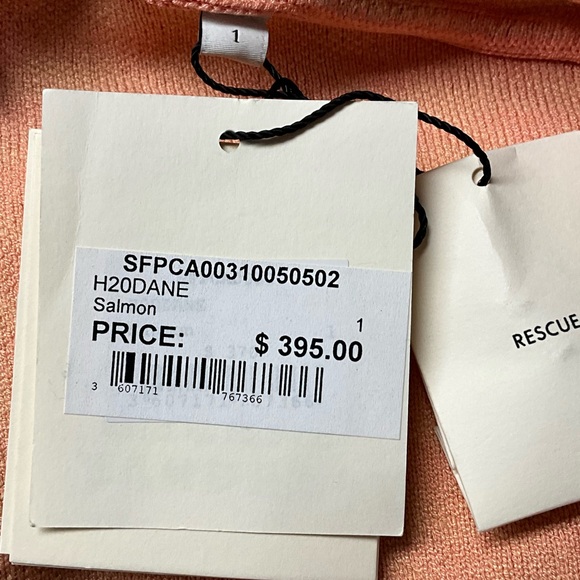 1
SFPCA00310050502
H20DANE
Salmon 1
PRICE: $ 395.00
3 607171 767366
RESCUE